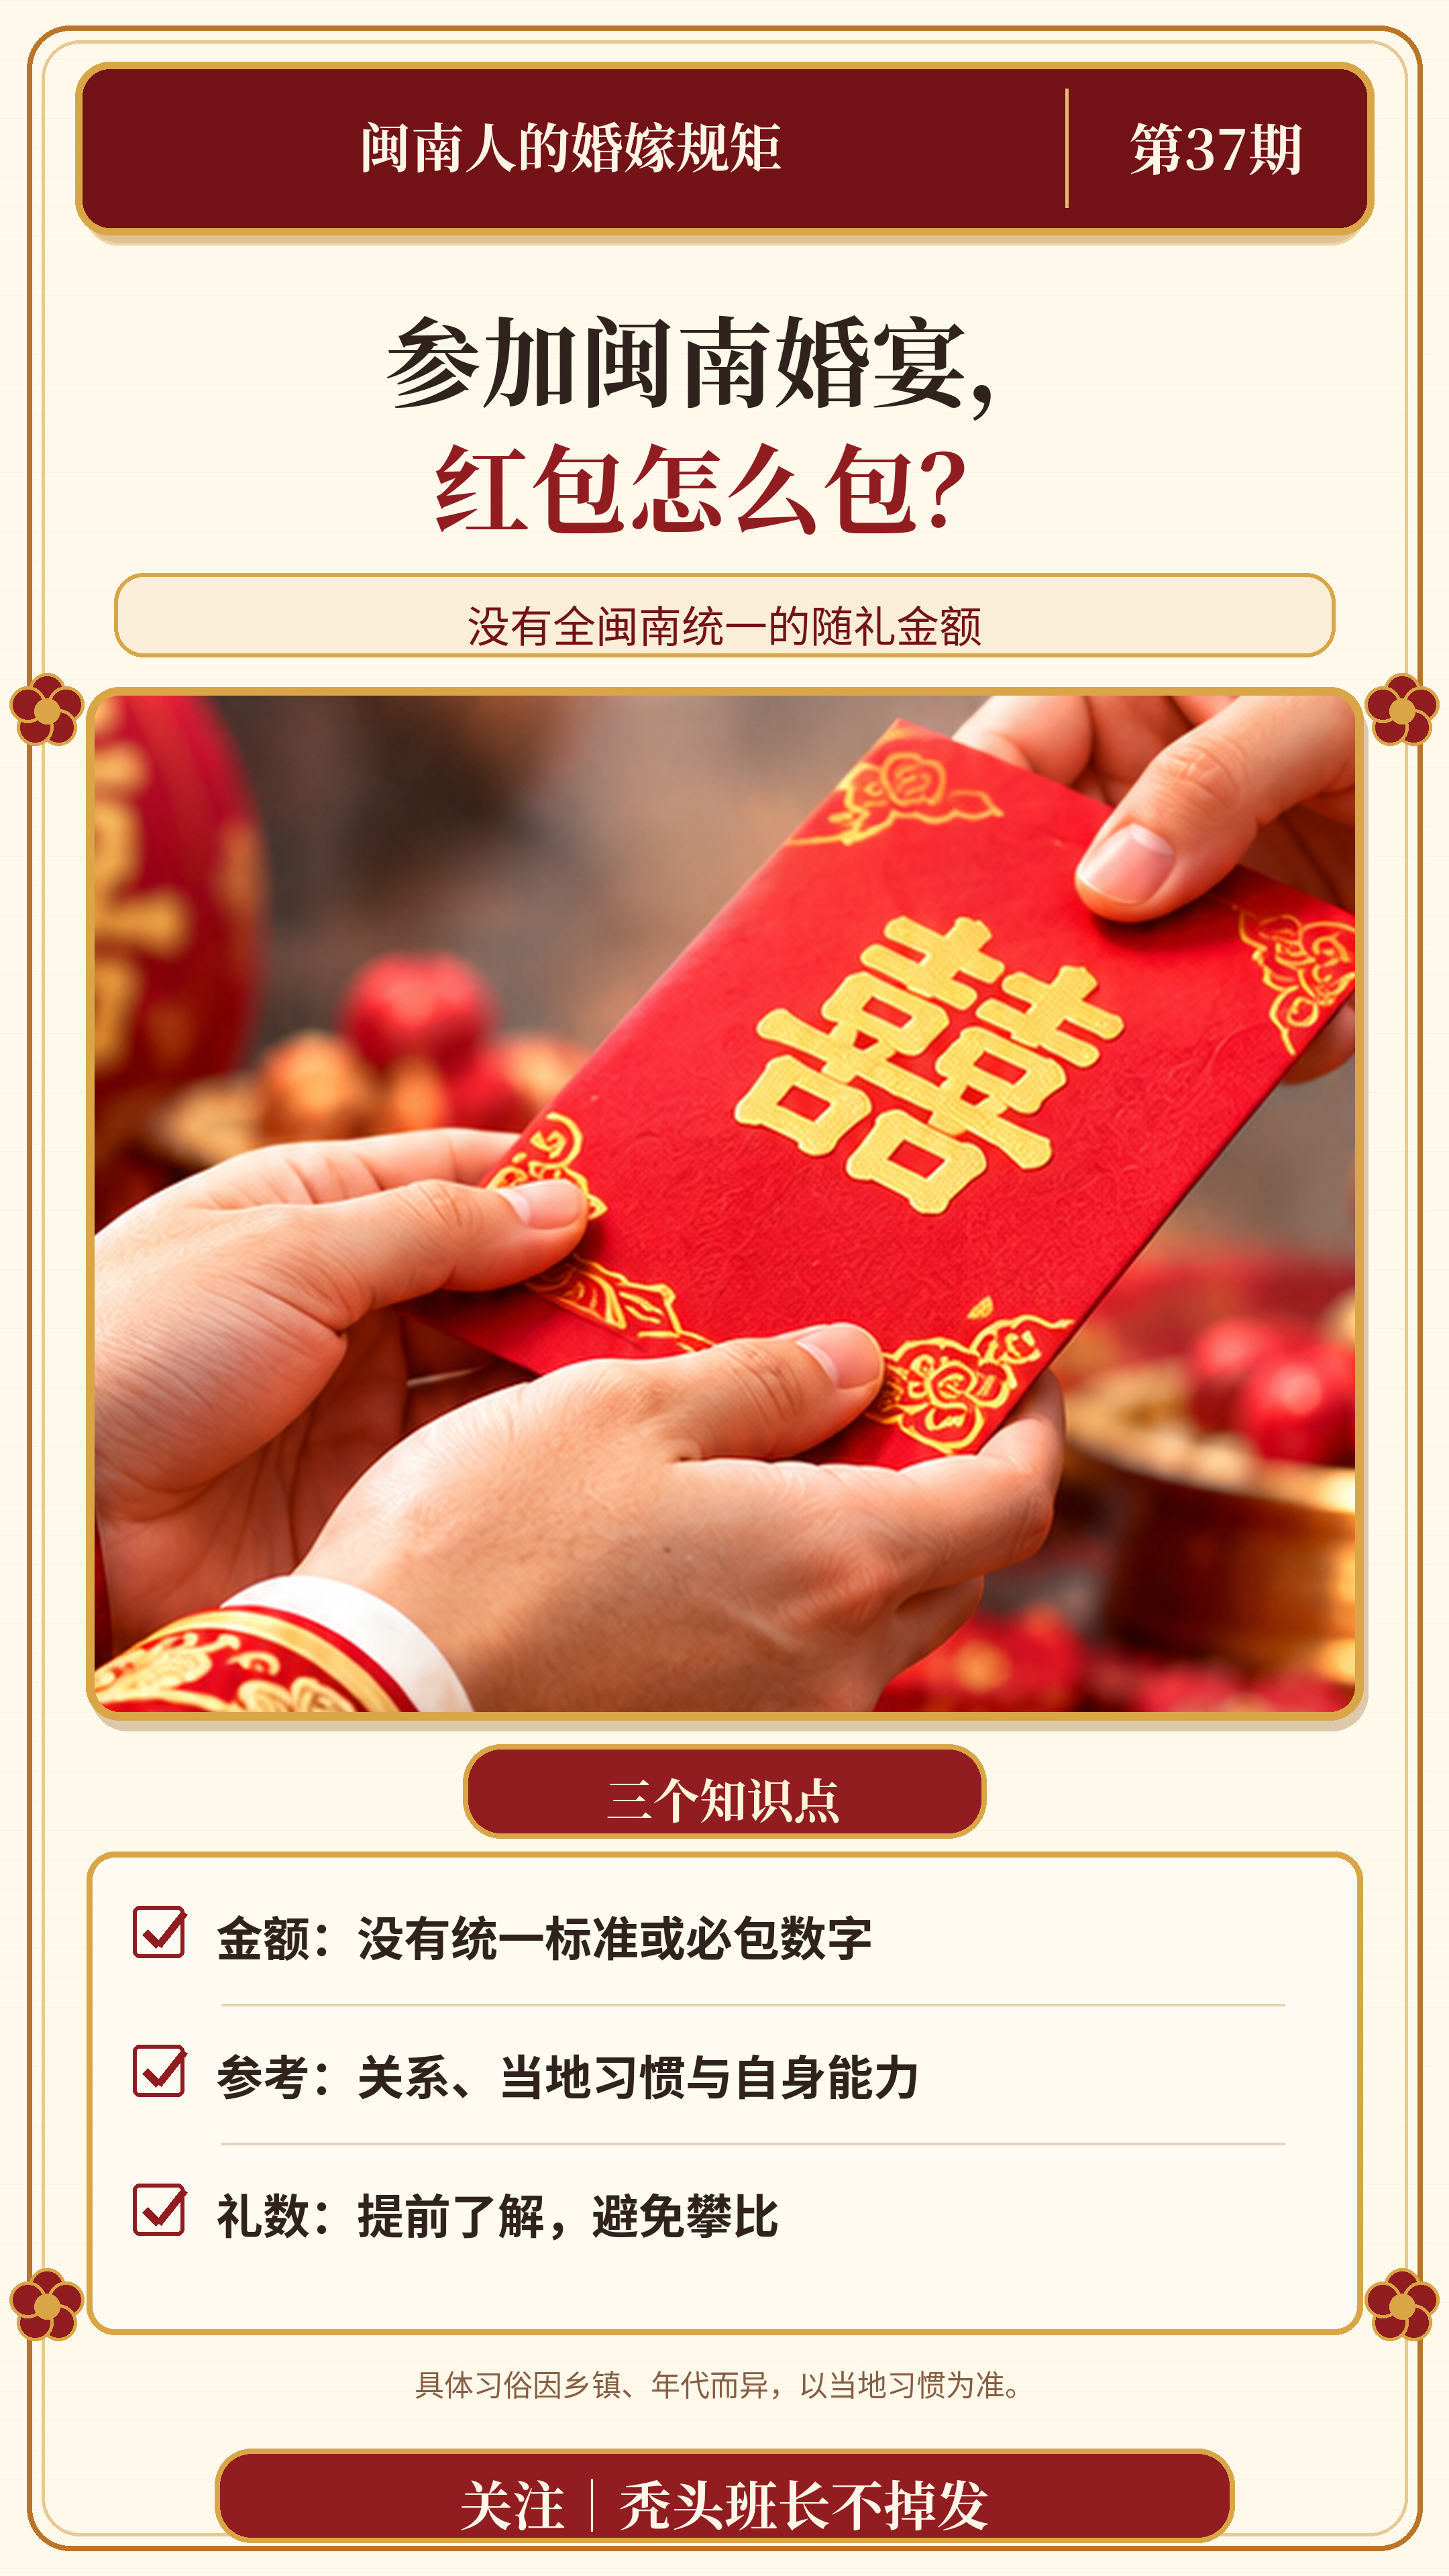 闽南人的婚嫁规矩
第37期
参加闽南婚宴，
红包怎么包？
没有全闽南统一的随礼金额
囍
三个知识点
金额：没有统一标准或必包数字
参考：关系、当地习惯与自身能力
礼数：提前了解，避免攀比
具体习俗因乡镇、年代而异，以当地习惯为准。
关注｜秃头班长不掉发